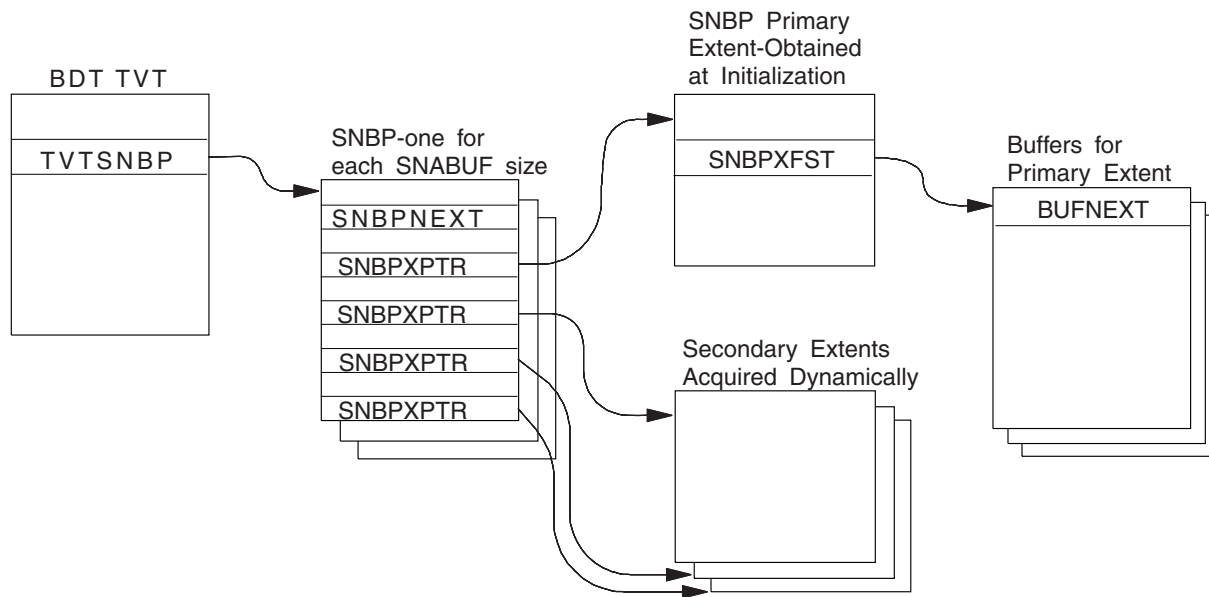 BDT TVT
TVTSNBP
SNBP-one for
each SNABUF size
SNBPNEXT
SNBPXPTR
SNBPXPTR
SNBPXPTR
SNBPXPTR
SNBP Primary
Extent-Obtained
at Initialization
SNBPXFST
Secondary Extents
Acquired Dynamically
Buffers for
Primary Extent
BUFNEXT